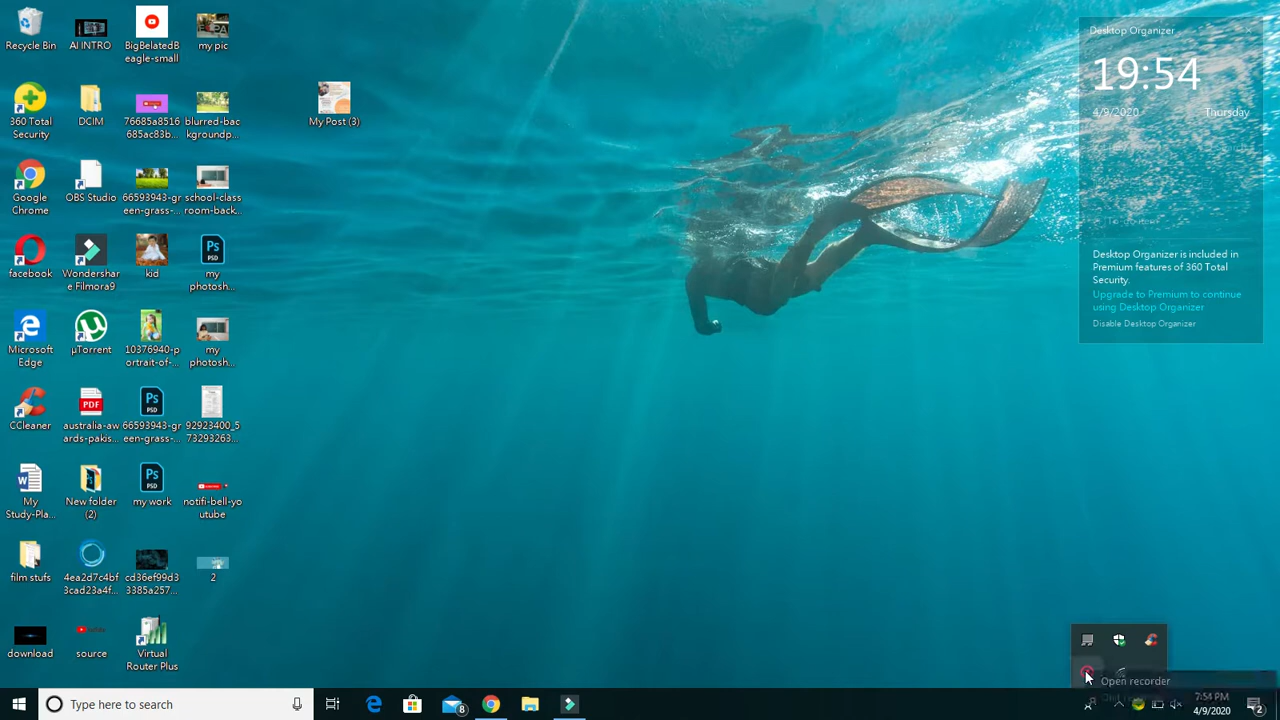 Recycle Bin
AI INTRO
BigBelatedB
eagle-small
my pic
360 Total
Security
DCIM
76685a8516
685ac83b...
blurred-bac
kgroundp...
My Post (3)
Google
Chrome
OBS Studio
66593943-gr
een-grass-...
school-class
room-back...
facebook
Wondershar
e Filmora9
kid
my
photosh...
Microsoft
Edge
µTorrent
10376940-p
ortrait-of-...
my
photosh...
CCleaner
PDF
australia-aw
ards-pakis...
66593943-gr
een-grass-...
92923400_5
73293263...
My
Study-Pla...
New folder
(2)
my work
notifi-bell-yo
utube
film stufs
4ea2d7c4bf
3cad23a4f...
cd36ef99d3
3385a257...
2
download
source
Virtual
Router Plus
Desktop Organizer
19:54
4/9/2020 Thursday
Desktop Organizer is included in
Premium features of 360 Total
Security.
Upgrade to Premium to continue
using Desktop Organizer
Disable Desktop Organizer
Open recorder
Type here to search
8
7:54 PM
4/9/2020
2